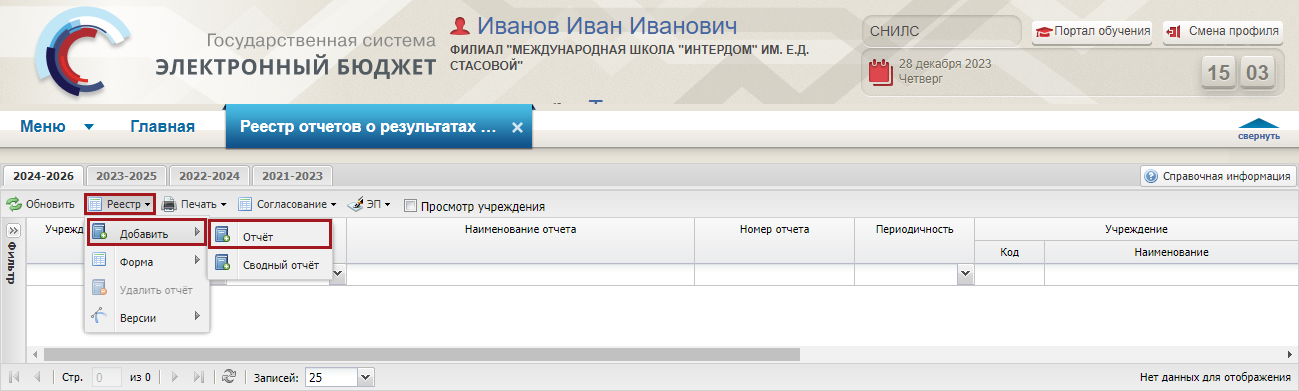 Государственная система
ЭЛЕКТРОННЫЙ БЮДЖЕТ
Иванов Иван Иванович
ФИЛИАЛ "МЕЖДУНАРОДНАЯ ШКОЛА "ИНТЕРДОМ" ИМ. Е.Д.
СТАСОВОЙ"
СНИЛС
Портал обучения
Смена профиля
28 декабря 2023
Четверг
15 03
Меню
Главная
Реестр отчетов о результатах ...
свернуть
2024-2026
2023-2025
2022-2024
2021-2023
Справочная информация
Обновить
Реестр
Печать
Согласование
ЭП
Просмотр учреждения
Фильтр
Наименование отчета
Номер отчета
Периодичность
Учреждение
Код
Наименование
Добавить
Форма
Удалить отчёт
Версии
Отчёт
Сводный отчёт
Стр.
0
из 0
Записей:
25
Нет данных для отображения